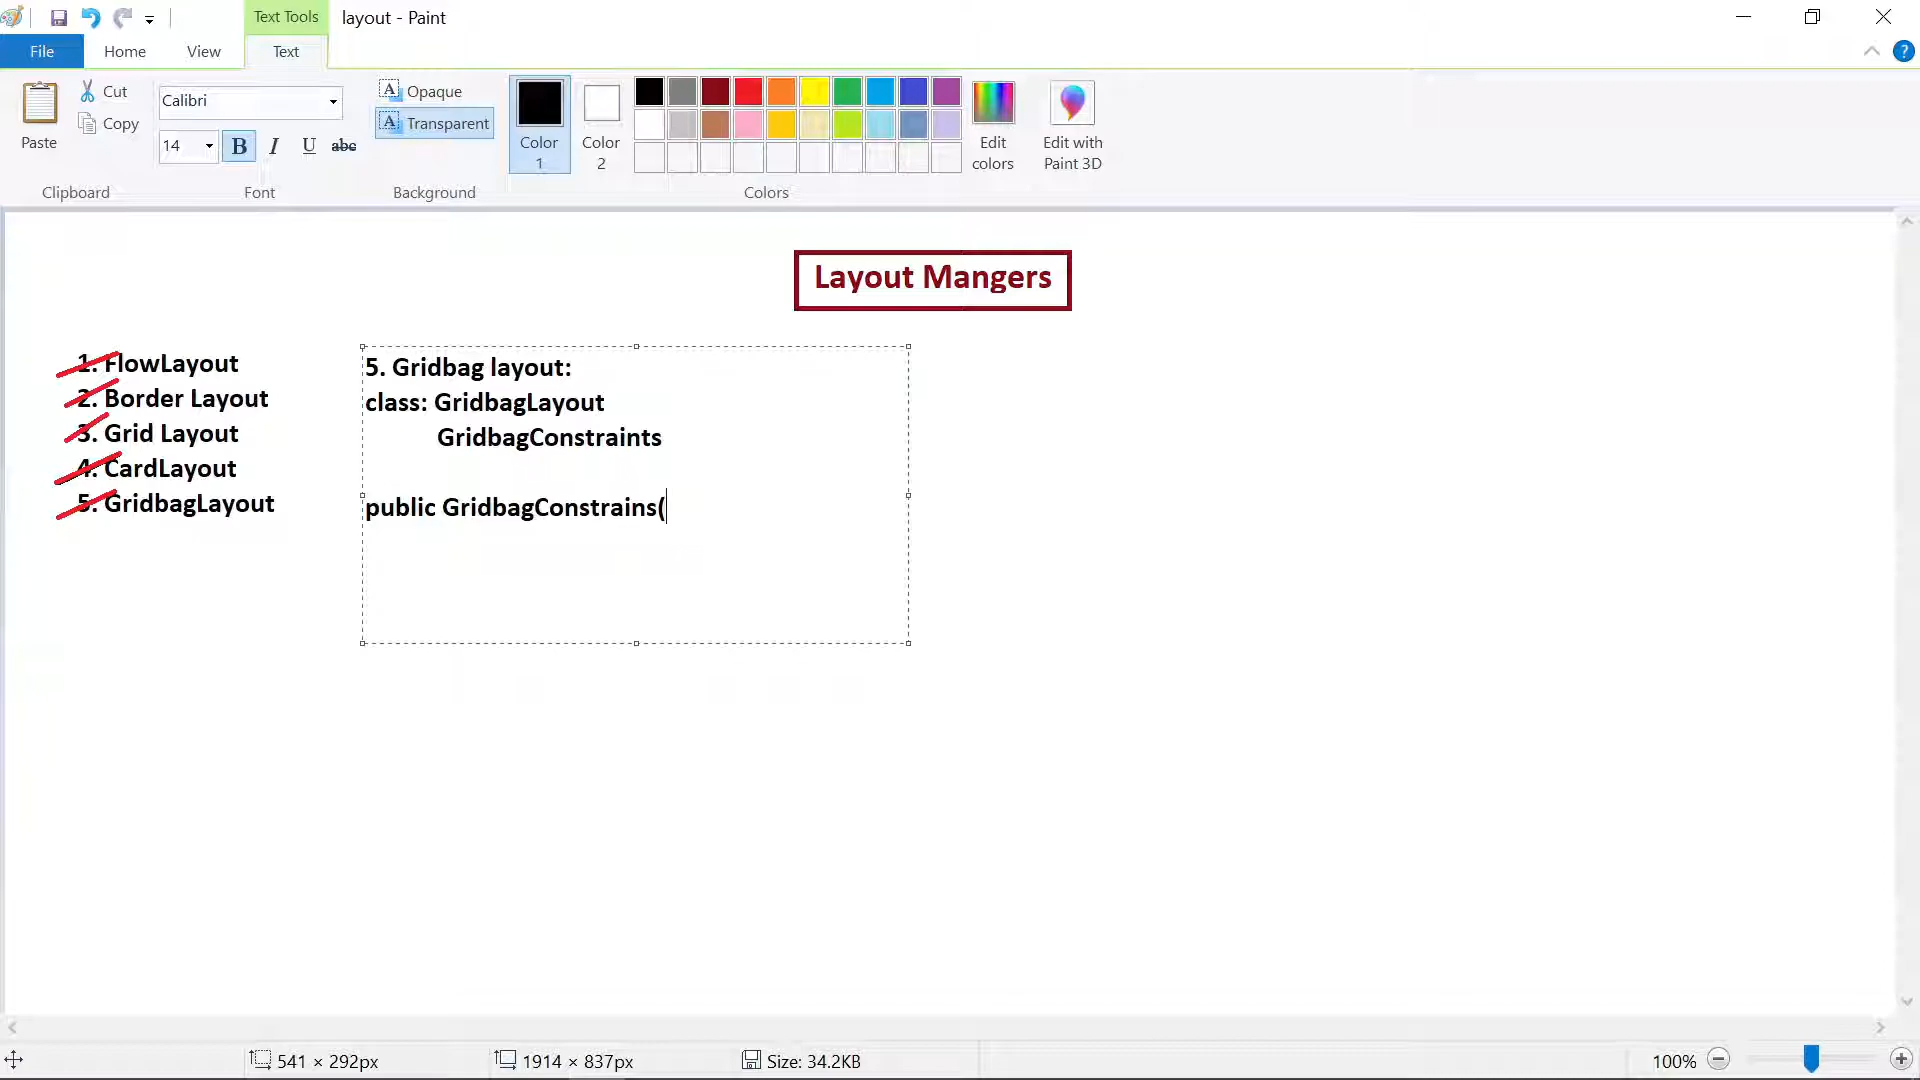 Text Tools
layout - Paint
File
Home
View
Text
Paste
Cut
Copy
Clipboard
Calibri
14
B I U abc
Font
Opaque
Transparent
Background
Color 1
Color 2
Edit colors
Edit with Paint 3D
Colors
Layout Mangers
1. FlowLayout
2. Border Layout
3. Grid Layout
4. CardLayout
5. GridbagLayout
5. Gridbag layout:
class: GridbagLayout
GridbagConstraints
public GridbagConstrains(
541 × 292px
1914 × 837px
Size: 34.2KB
100%